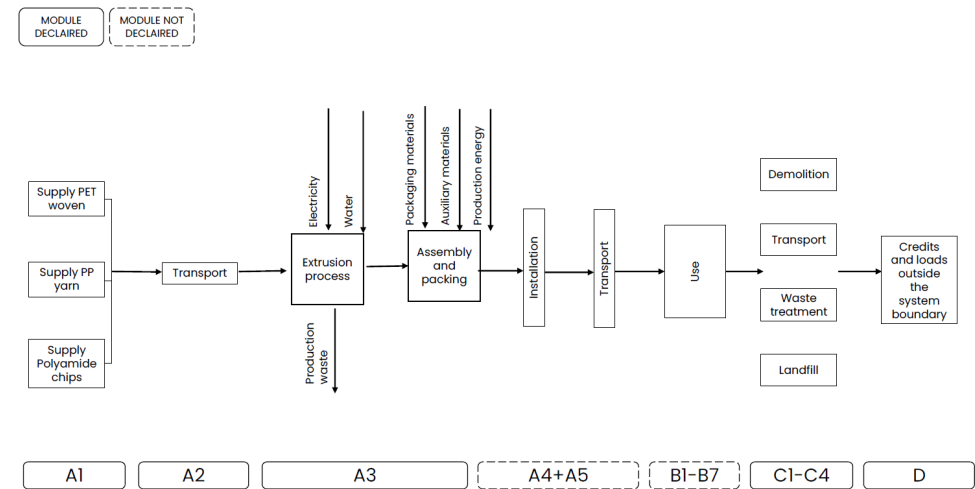 MODULE
DECLAIRED
MODULE NOT
DECLAIRED
Supply PET
woven
Supply PP
yarn
Supply
Polyamide
chips
Transport
Electricity
Water
Extrusion
process
Production
waste
Packaging materials
Auxiliary materials
Production energy
Assembly
and
packing
Installation
Transport
Use
Demolition
Transport
Waste
treatment
Landfill
Credits
and loads
outside
the
system
boundary
A1
A2
A3
A4+A5
B1-B7
C1-C4
D